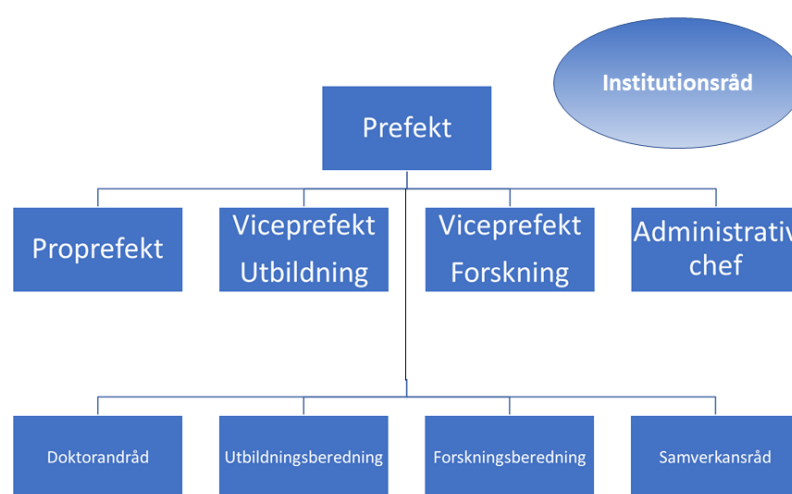 Institutionsråd
Prefekt
Proprefekt
Viceprefekt
Utbildning
Viceprefekt
Forskning
Administrativ
chef
Doktorandråd
Utbildningsberedning
Forskningsberedning
Samverkansråd